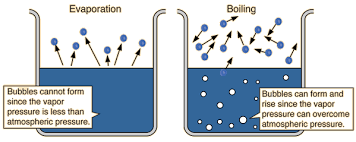 Evaporation
Boiling
Bubbles cannot form
since the vapor
pressure is less than
atmospheric pressure.
Bubbles can form and
rise since the vapor
pressure can overcome
atmospheric pressure.